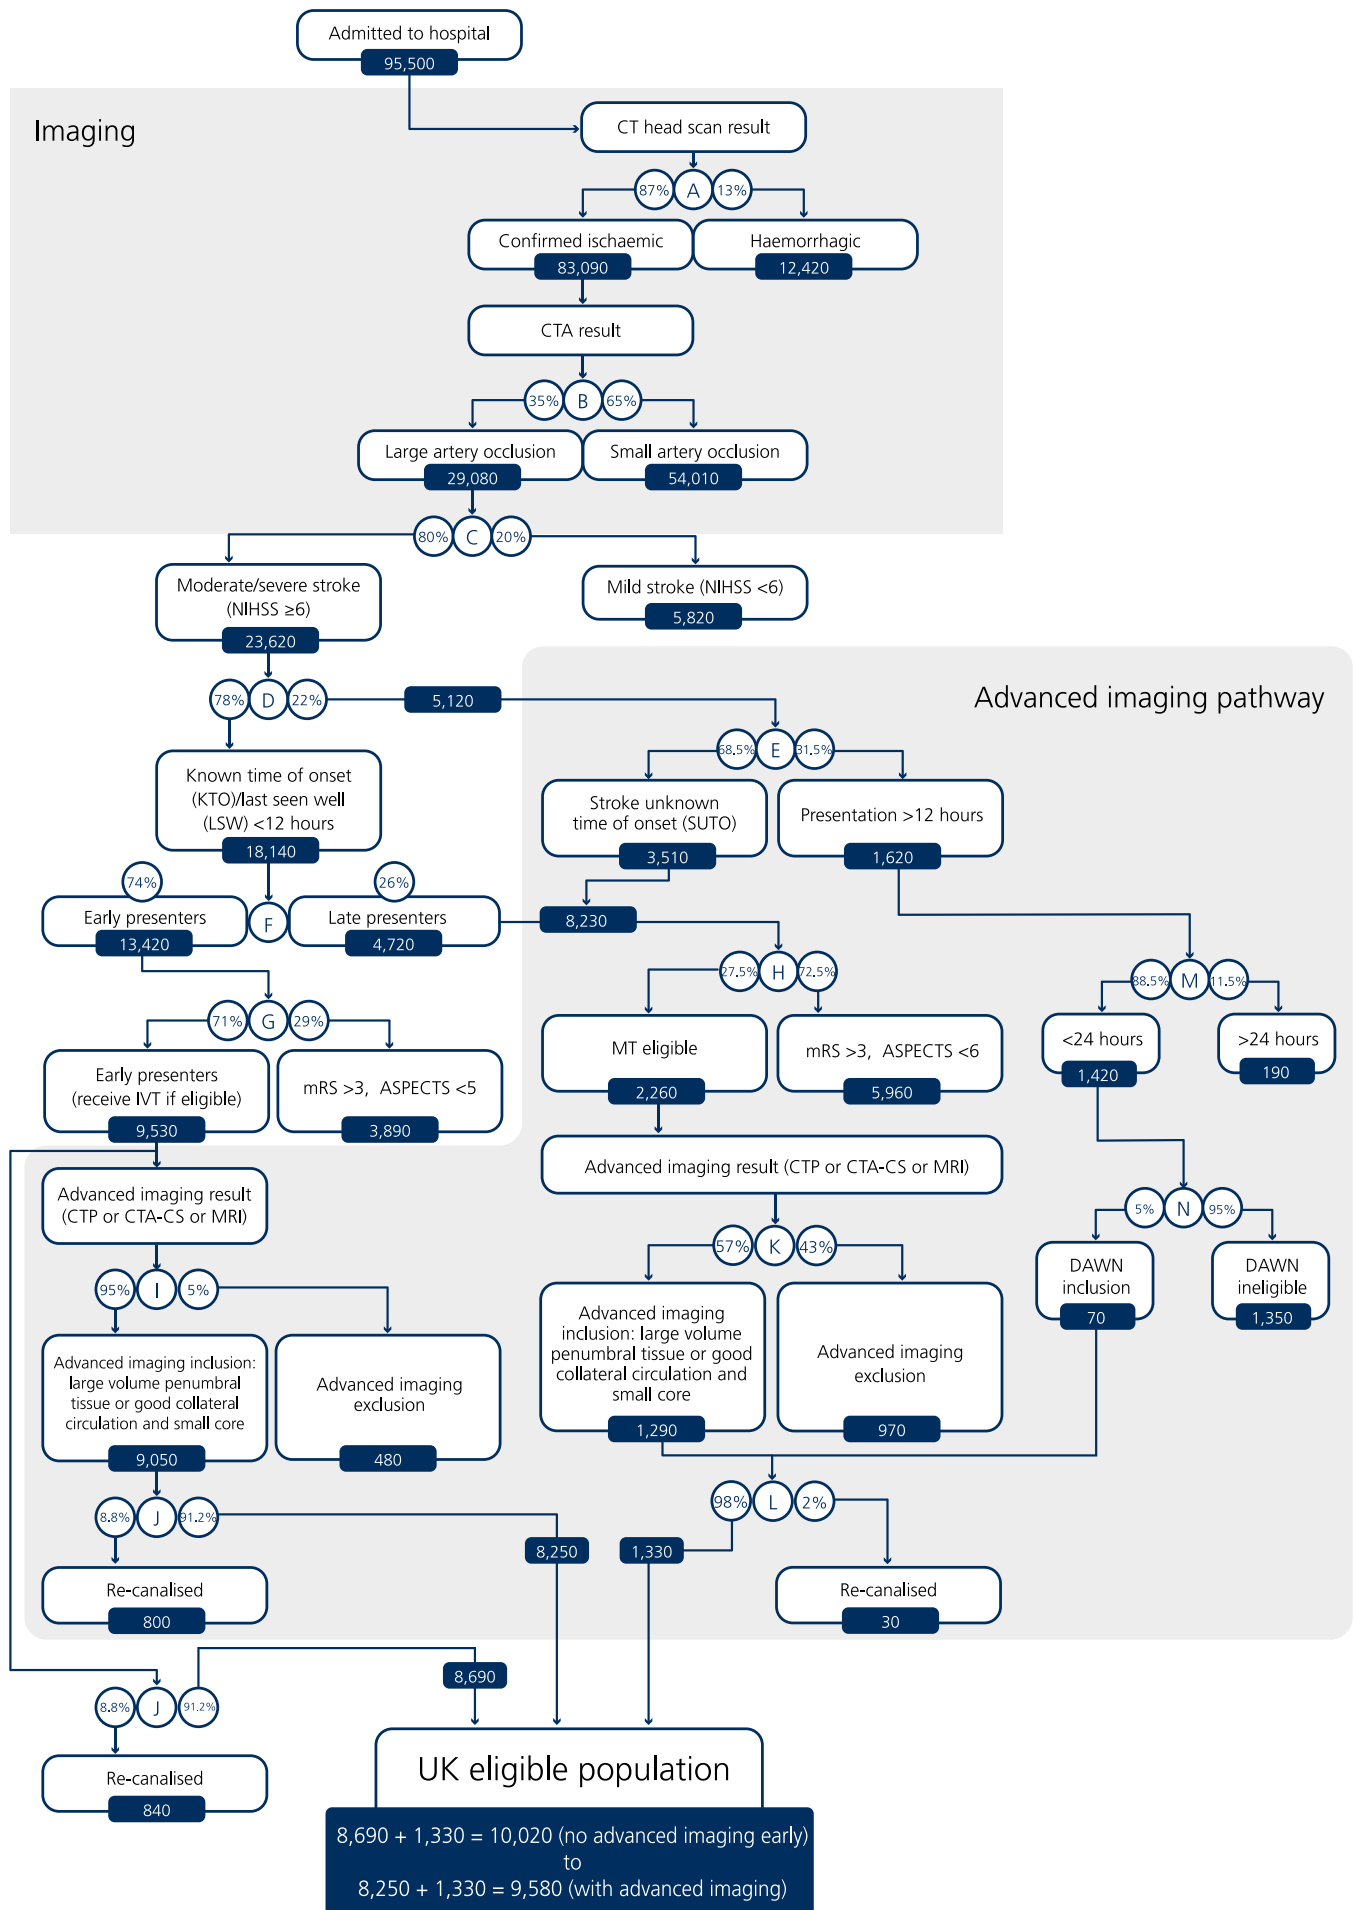 Admitted to hospital
95,500
Imaging
CT head scan result
87%
A
13%
Confirmed ischaemic
83,090
Haemorrhagic
12,420
CTA result
35%
B
65%
Large artery occlusion
29,080
Small artery occlusion
54,010
80%
C
20%
Moderate/severe stroke
(NIHSS ≥6)
23,620
Mild stroke (NIHSS <6)
5,820
78%
D
22%
5,120
Advanced imaging pathway
68.5%
E
31.5%
Known time of onset
(KTO)/last seen well
(LSW) <12 hours
18,140
Stroke unknown
time of onset (SUTO)
3,510
Presentation >12 hours
1,620
74%
26%
Early presenters
13,420
F
Late presenters
4,720
8,230
27.5%
H
72.5%
88.5%
M
11.5%
71%
G
29%
MT eligible
2,260
mRS >3, ASPECTS <6
5,960
<24 hours
1,420
>24 hours
190
Early presenters
(receive IVT if eligible)
9,530
mRS >3, ASPECTS <5
3,890
Advanced imaging result
(CTP or CTA-CS or MRI)
Advanced imaging result (CTP or CTA-CS or MRI)
5%
N
95%
57%
K
43%
95%
I
5%
DAWN
inclusion
70
DAWN
ineligible
1,350
Advanced imaging
inclusion: large volume
penumbral tissue or good
collateral circulation and
small core
1,290
Advanced imaging
exclusion
970
Advanced imaging inclusion:
large volume penumbral
tissue or good collateral
circulation and small core
9,050
Advanced imaging
exclusion
480
98%
L
2%
8.8%
J
91.2%
8,250
1,330
Re-canalised
800
Re-canalised
30
8,690
8.8%
J
91.2%
Re-canalised
840
UK eligible population
8,690 + 1,330 = 10,020 (no advanced imaging early)
to
8,250 + 1,330 = 9,580 (with advanced imaging)